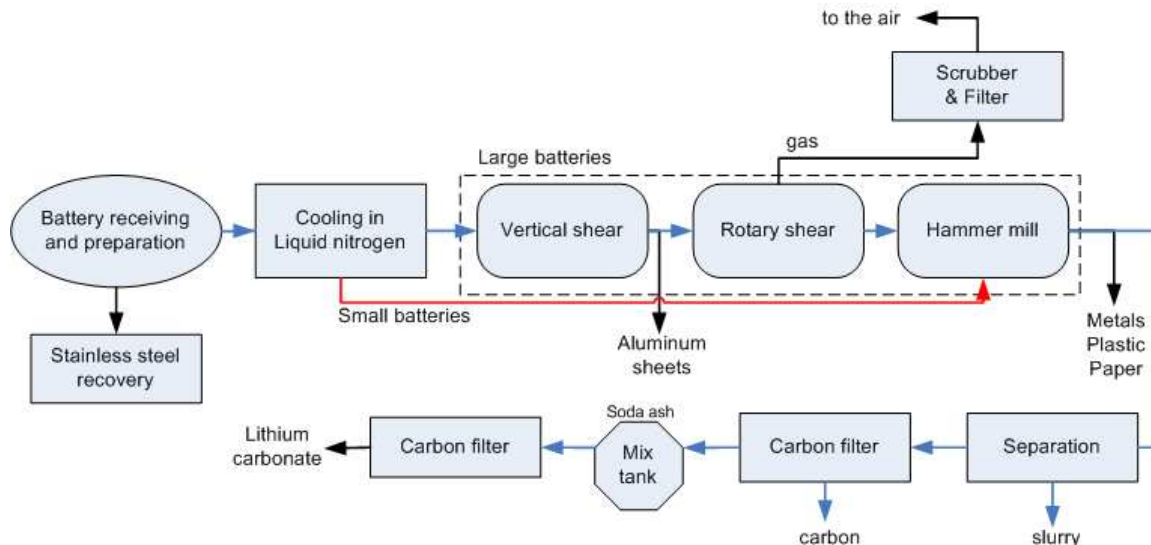 to the air
Scrubber
& Filter
gas
Large batteries
Battery receiving
and preparation
Cooling in
Liquid nitrogen
Vertical shear
Rotary shear
Hammer mill
Small batteries
Stainless steel
recovery
Aluminum
sheets
Metals
Plastic
Paper
Lithium
carbonate
Carbon filter
Soda ash
Mix
tank
Carbon filter
Separation
carbon
slurry